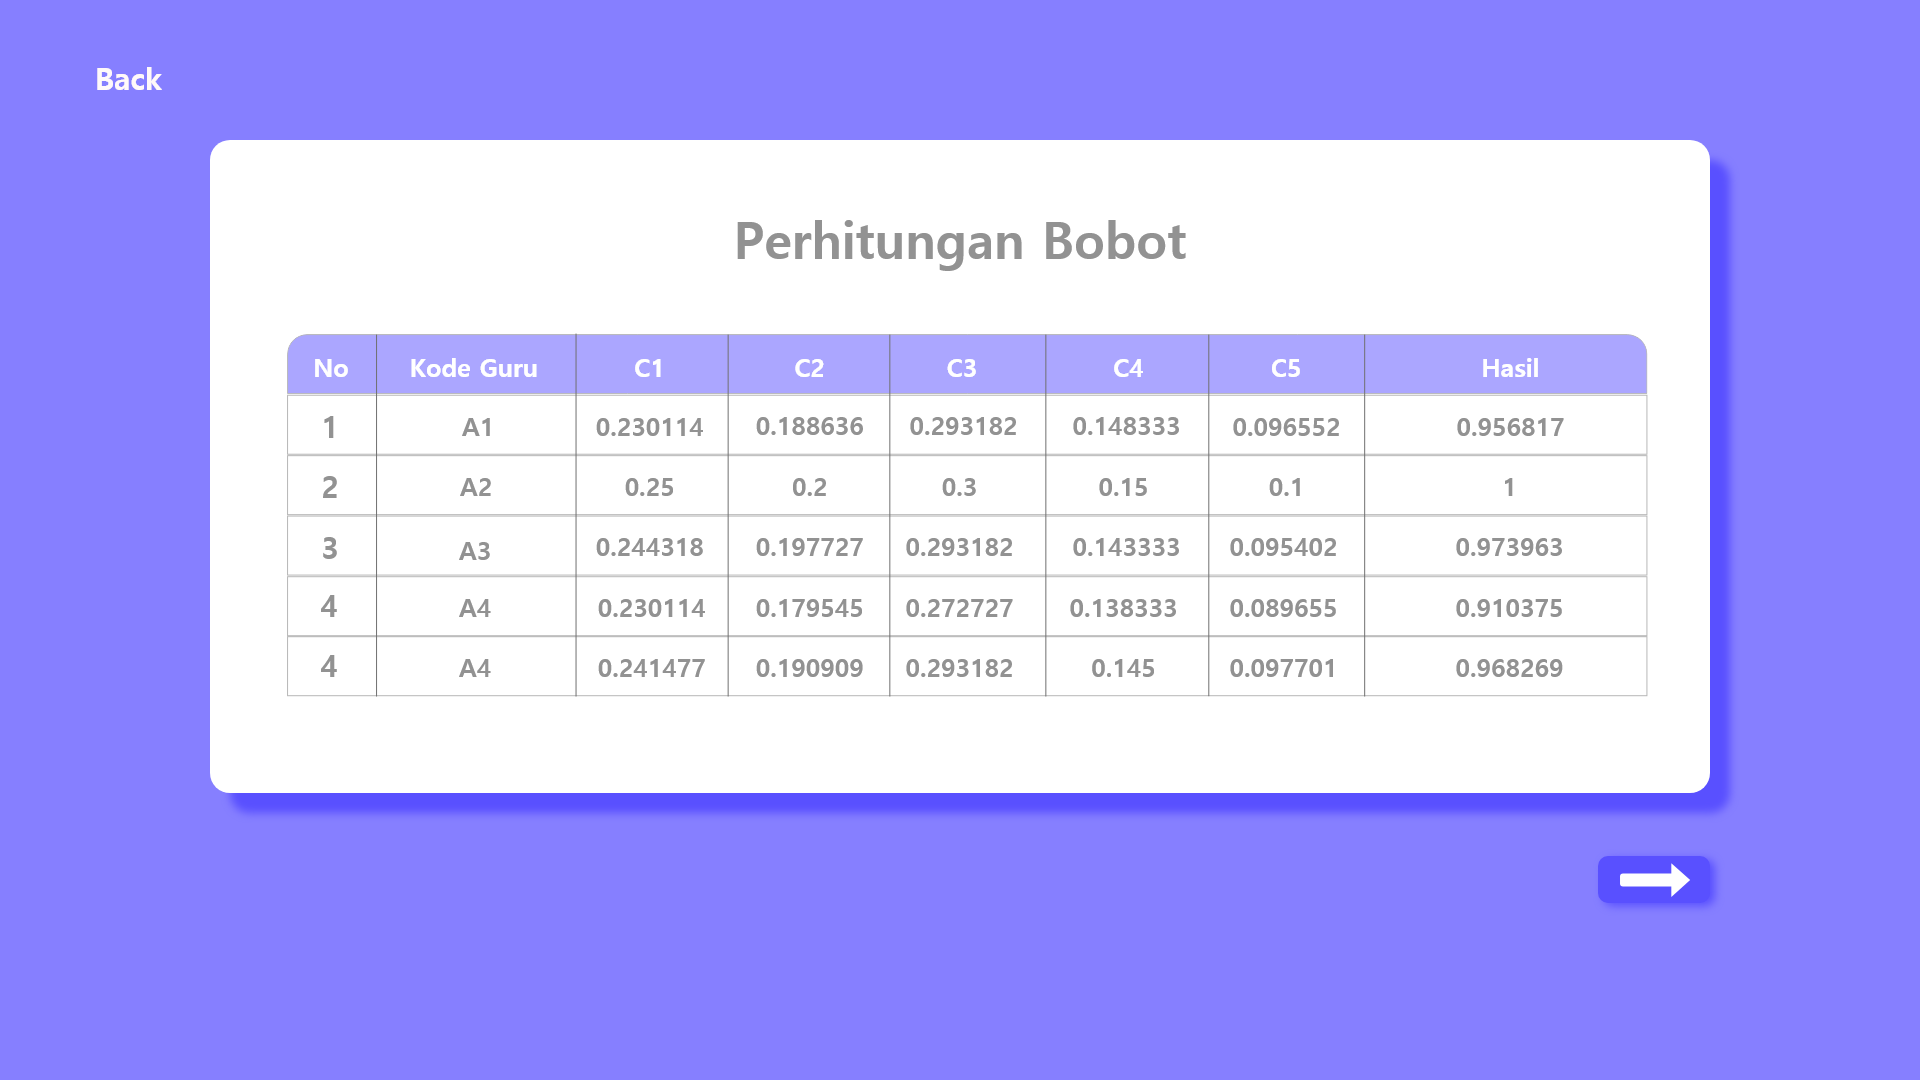 Back
Perhitungan Bobot
No Kode Guru C1 C2 C3 C4 C5 Hasil
1 A1 0.230114 0.188636 0.293182 0.148333 0.096552 0.956817
2 A2 0.25 0.2 0.3 0.15 0.1 1
3 A3 0.244318 0.197727 0.293182 0.143333 0.095402 0.973963
4 A4 0.230114 0.179545 0.272727 0.138333 0.089655 0.910375
4 A4 0.241477 0.190909 0.293182 0.145 0.097701 0.968269